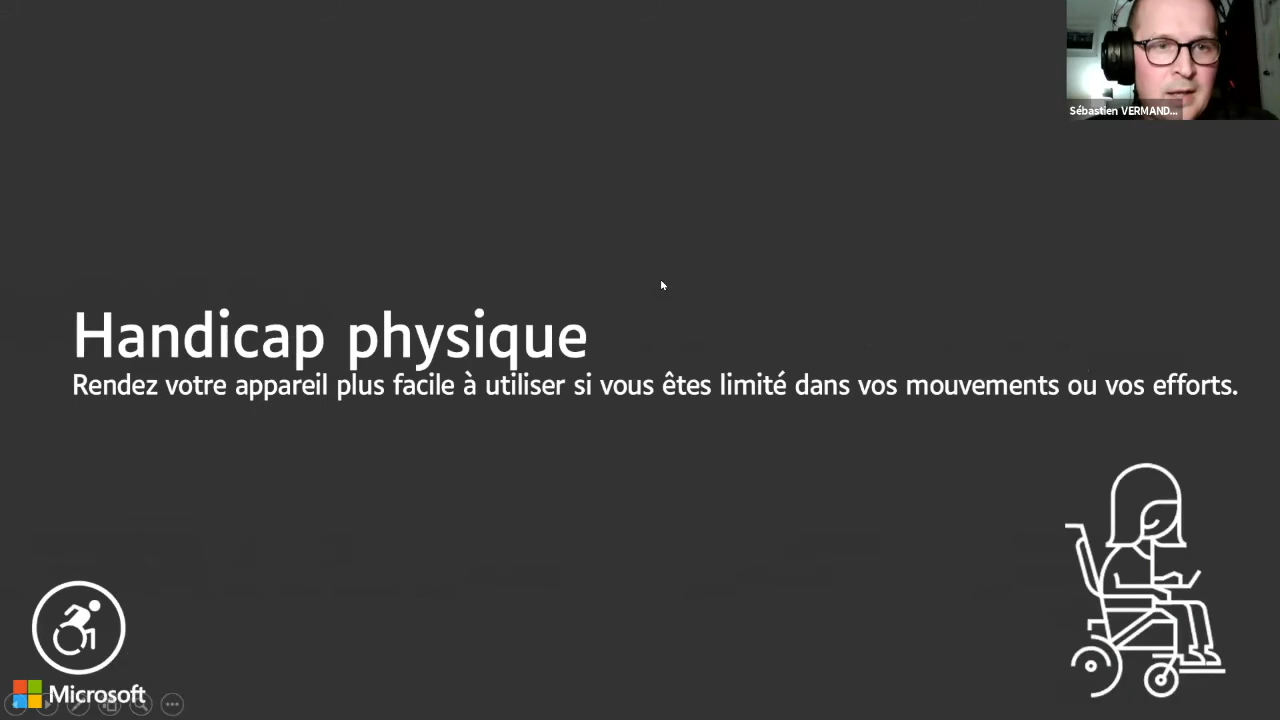 Sébastien VERMAND...
Handicap physique
Rendez votre appareil plus facile à utiliser si vous êtes limité dans vos mouvements ou vos efforts.
Microsoft